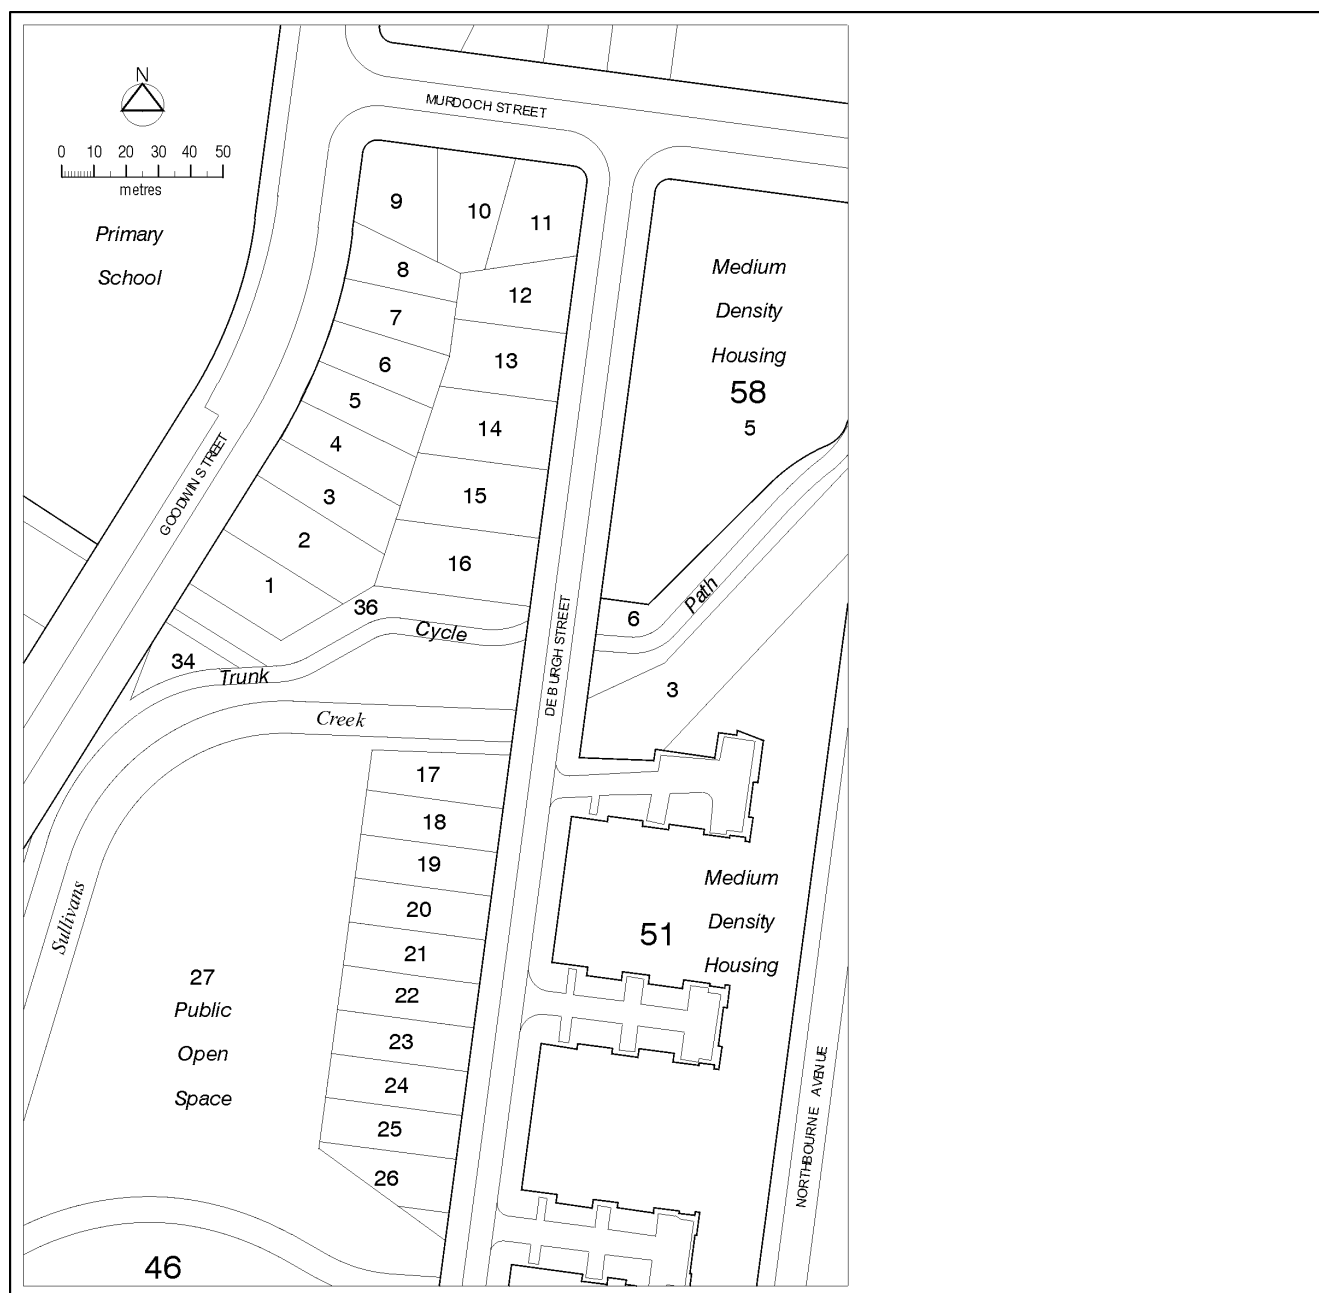 N
MURDOCH STREET
0 10 20 30 40 50
metres
Primary
School
9
10
11
8
12
7
13
6
5
14
4
3
15
2
16
1
36
GOODWIN STREET
Medium
Density
Housing
58
5
Path
6
Cycle
DE BURGH STREET
34
Trunk
3
Creek
17
18
19
20
21
22
23
24
25
26
Sullivans
27
Public
Open
Space
Medium
Density
51
Housing
NORTHBOURNE AVENUE
46